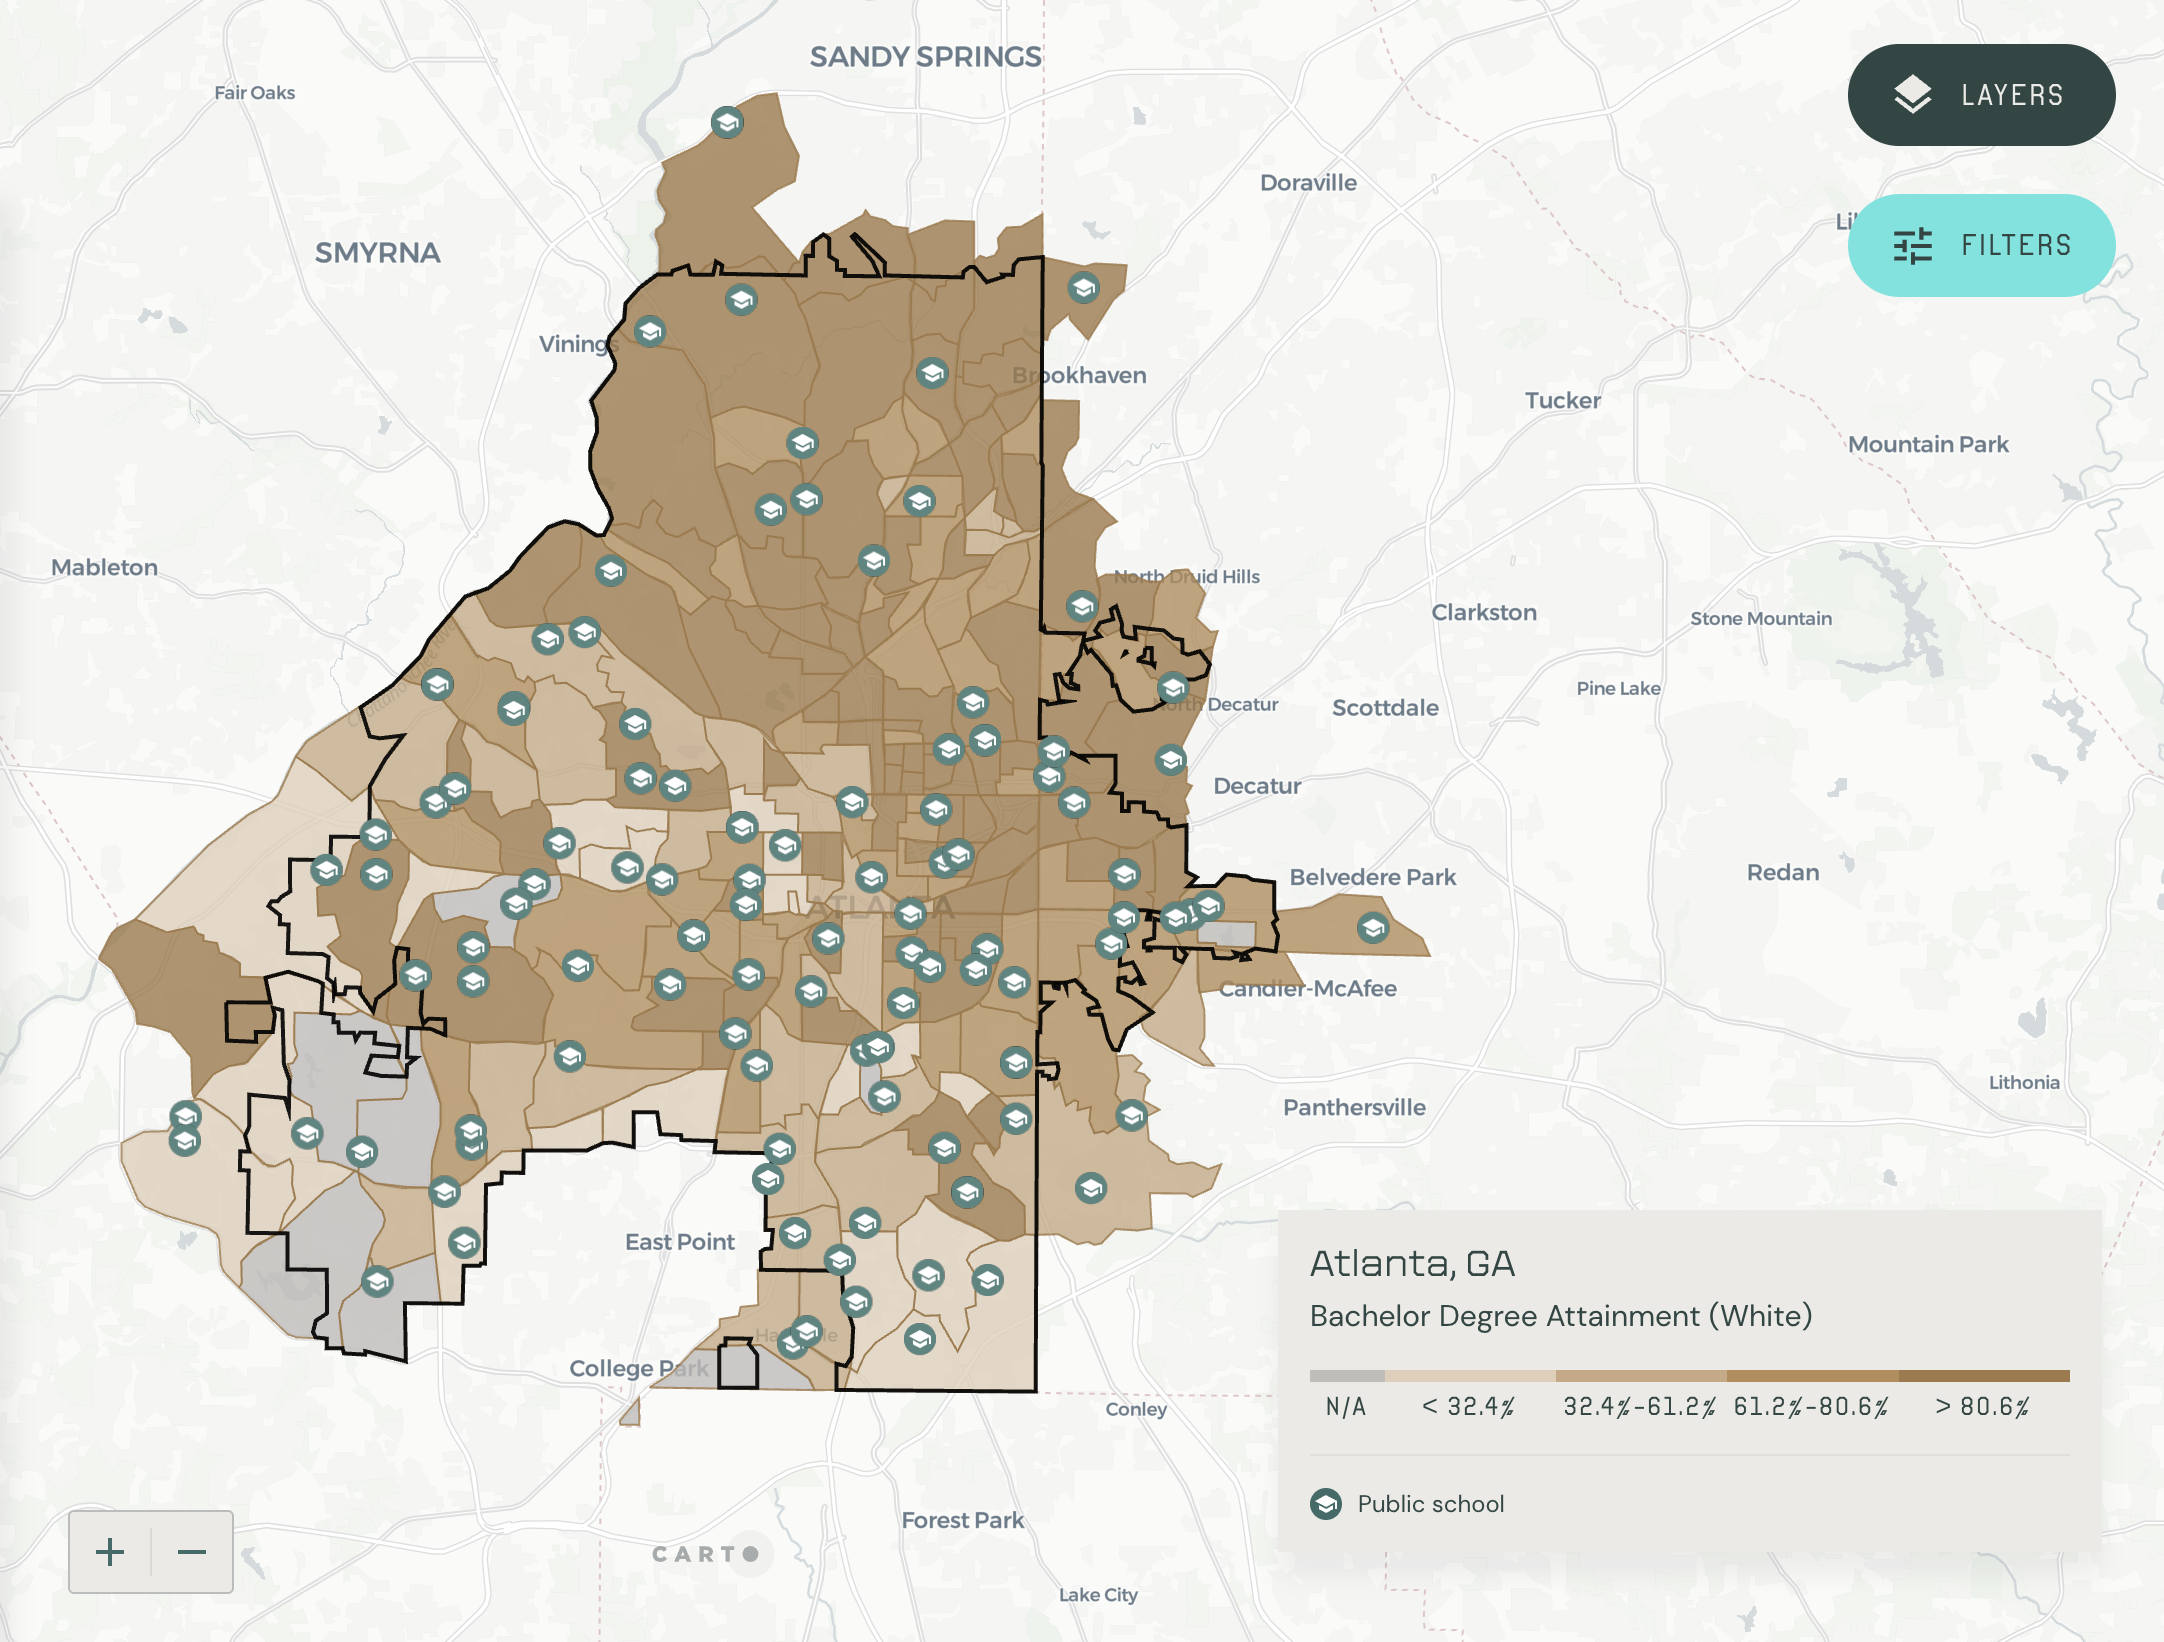 SANDY SPRINGS
Fair Oaks
LAYERS
Doraville
Lil
FILTERS
SMYRNA
Vinings
Brookhaven
Tucker
Mountain Park
Mableton
North Druid Hills
Clarkston
Stone Mountain
Pine Lake
North Decatur
Scottdale
Decatur
Belvedere Park
Redan
ATLANTA
Candler-McAfee
Lithonia
Panthersville
East Point
Atlanta, GA
Bachelor Degree Attainment (White)
College Park
N/A
< 32.4%
32.4%-61.2%
61.2%-80.6%
> 80.6%
Conley
Public school
Forest Park
CARTO
Lake City